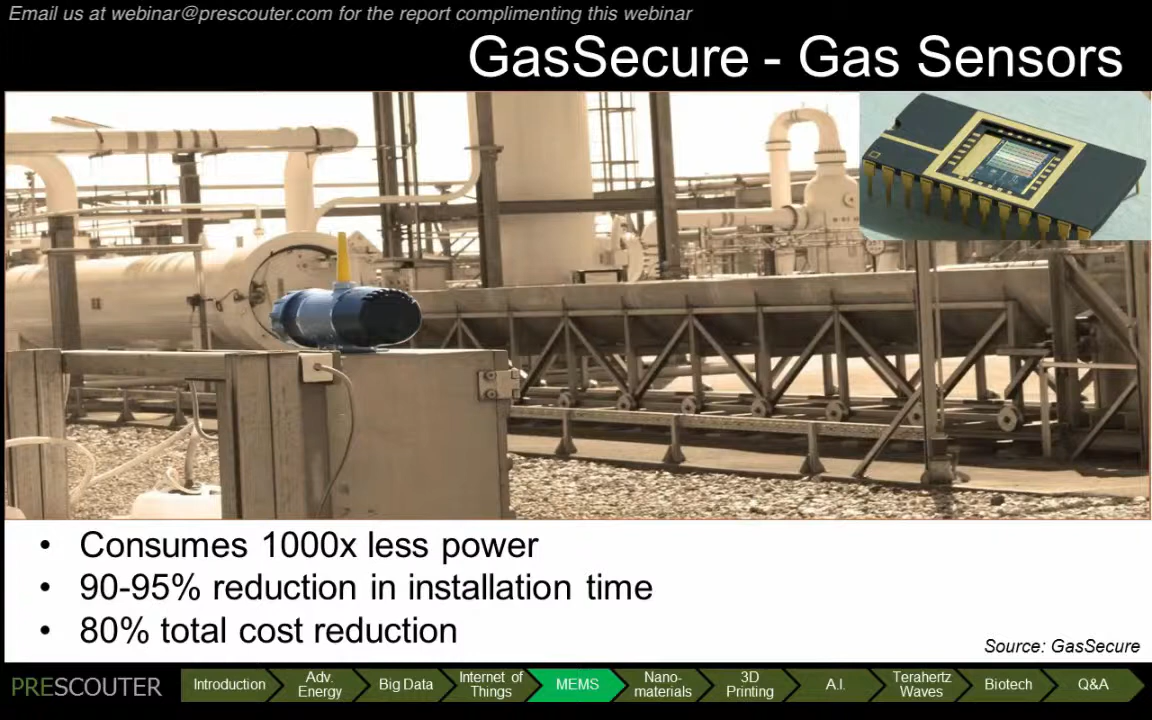 Email us at webinar@prescouter.com for the report complimenting this webinar
GasSecure - Gas Sensors
• Consumes 1000x less power
• 90-95% reduction in installation time
• 80% total cost reduction
Source: GasSecure
PRESCOUTER
Introduction
Adv.
Energy
Big Data
Internet of
Things
MEMS
Nano-
materials
3D
Printing
A.I.
Terahertz
Waves
Biotech
Q&A